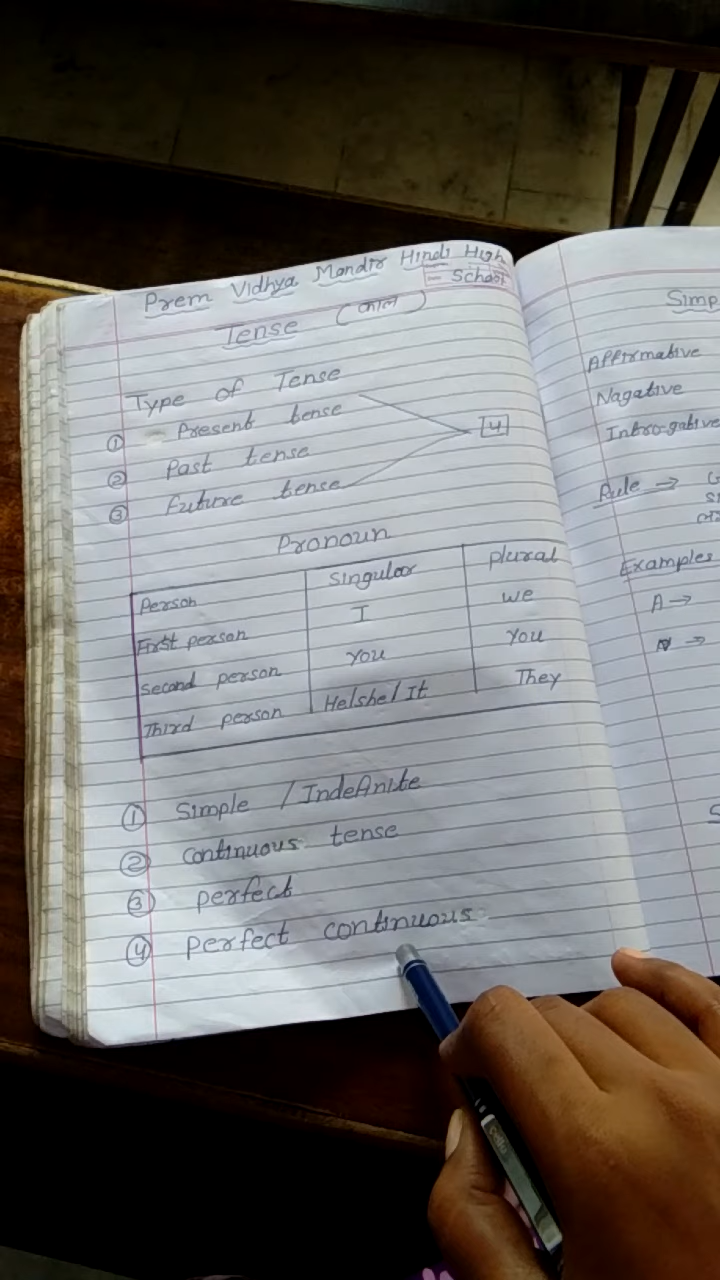 Prem Vidhya Mandir Hindi High
- School
Tense (काल)
Type of Tense
① Present tense
② Past tense
③ Future tense
4
Pronoun
Person Singular plural
First person I we
Second person You You
Third person He/she/It They
① Simple / Indefinite
② Continuous tense
③ perfect
④ perfect continuous
Simp
Affirmative
Nagative
Intro-gative
Rule →
Examples
A →
N →